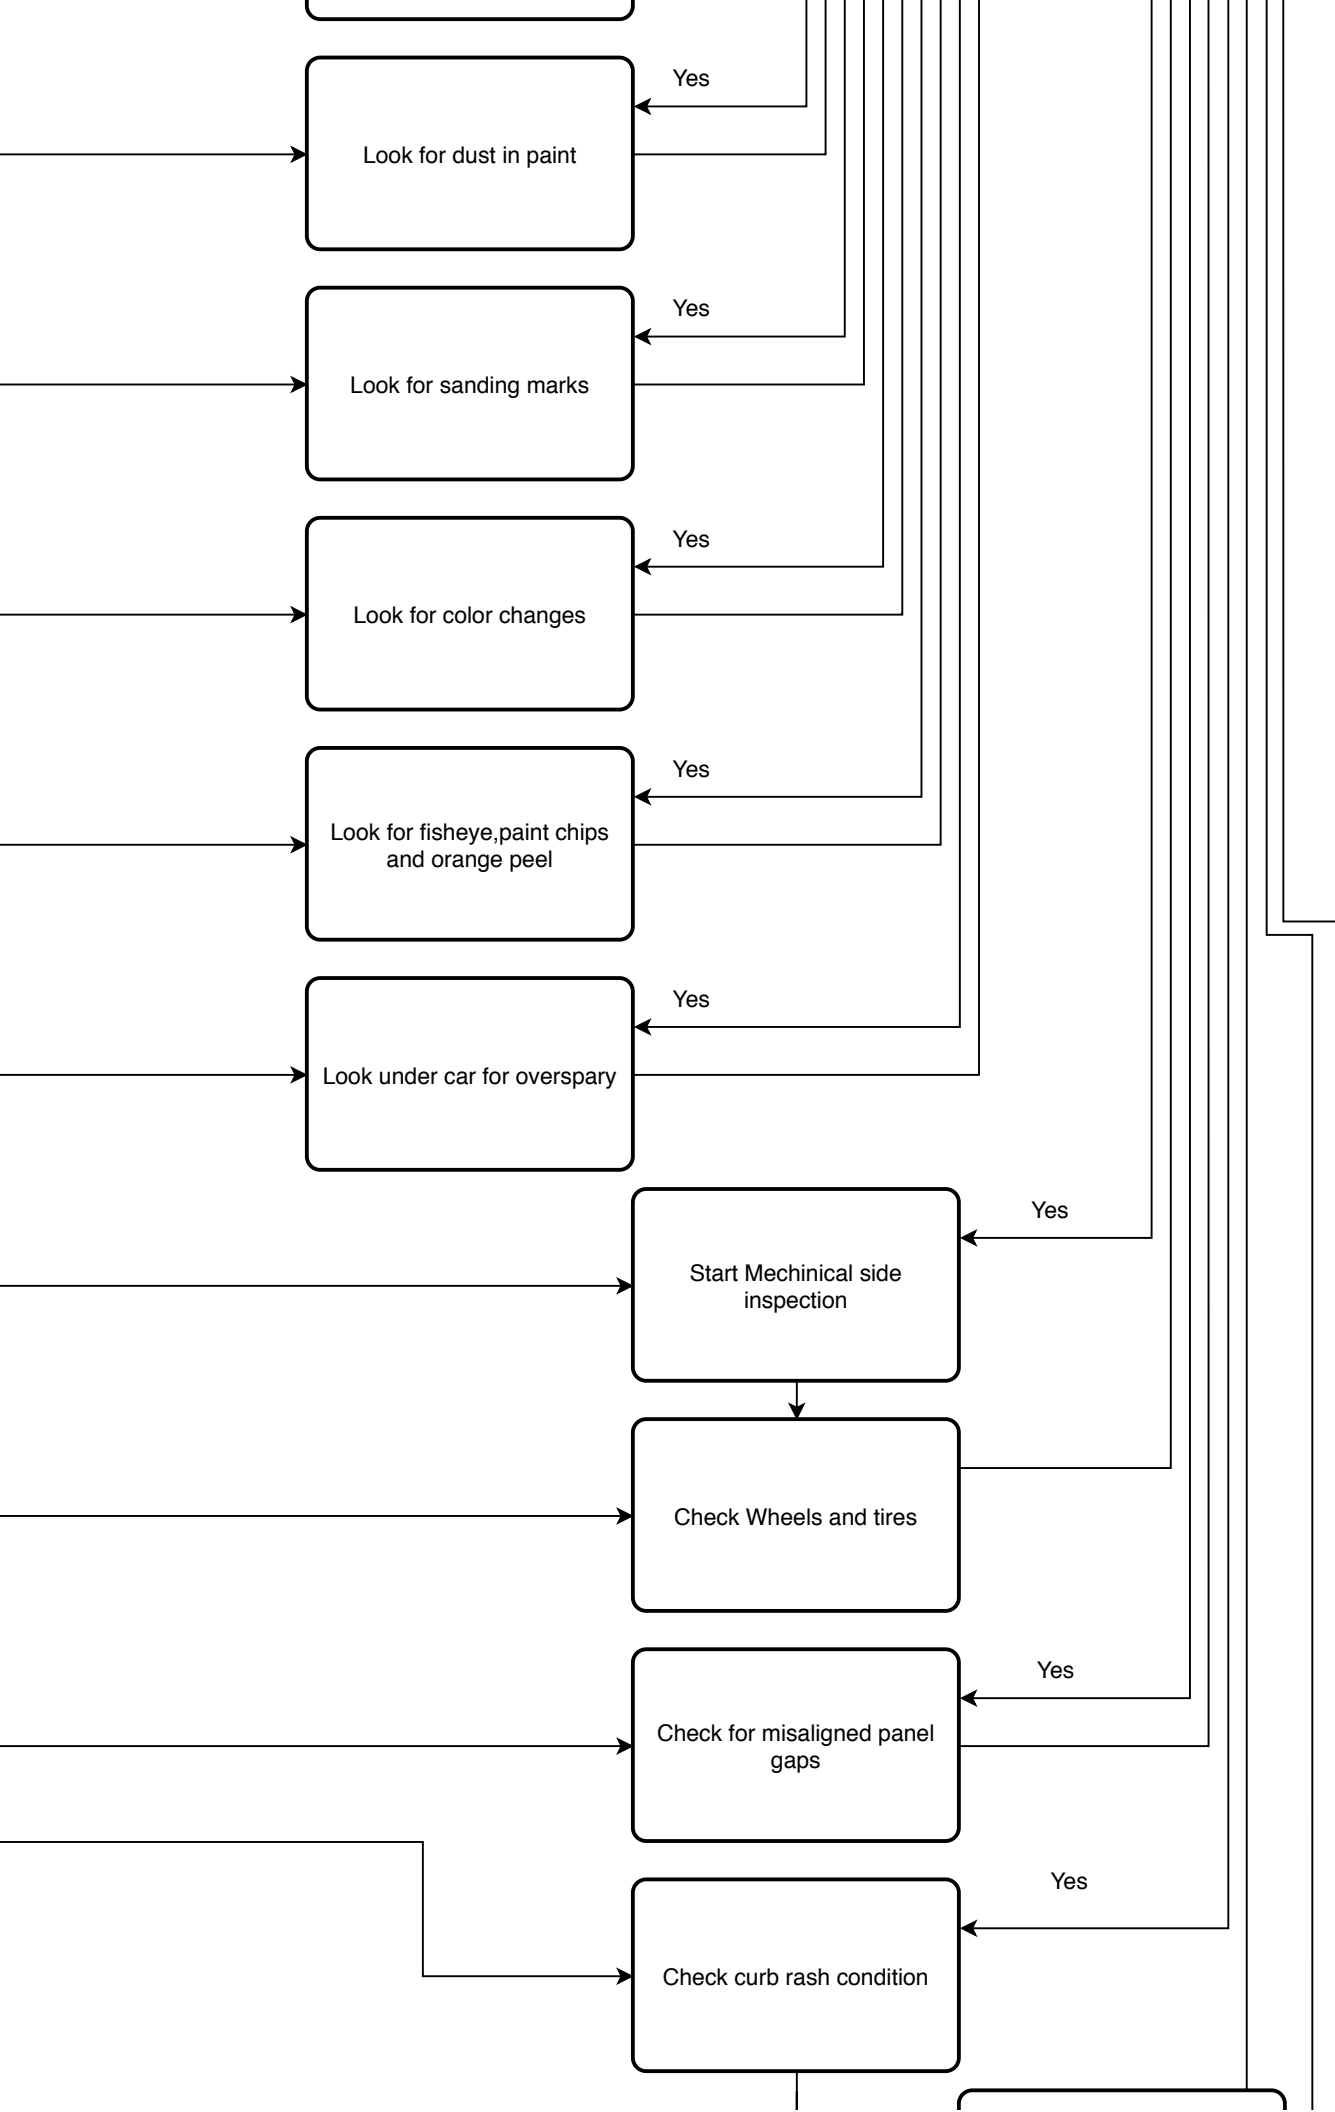 Yes
Look for dust in paint
Yes
Look for sanding marks
Yes
Look for color changes
Yes
Look for fisheye,paint chips
and orange peel
Yes
Look under car for overspary
Yes
Start Mechinical side
inspection
Check Wheels and tires
Yes
Check for misaligned panel
gaps
Yes
Check curb rash condition